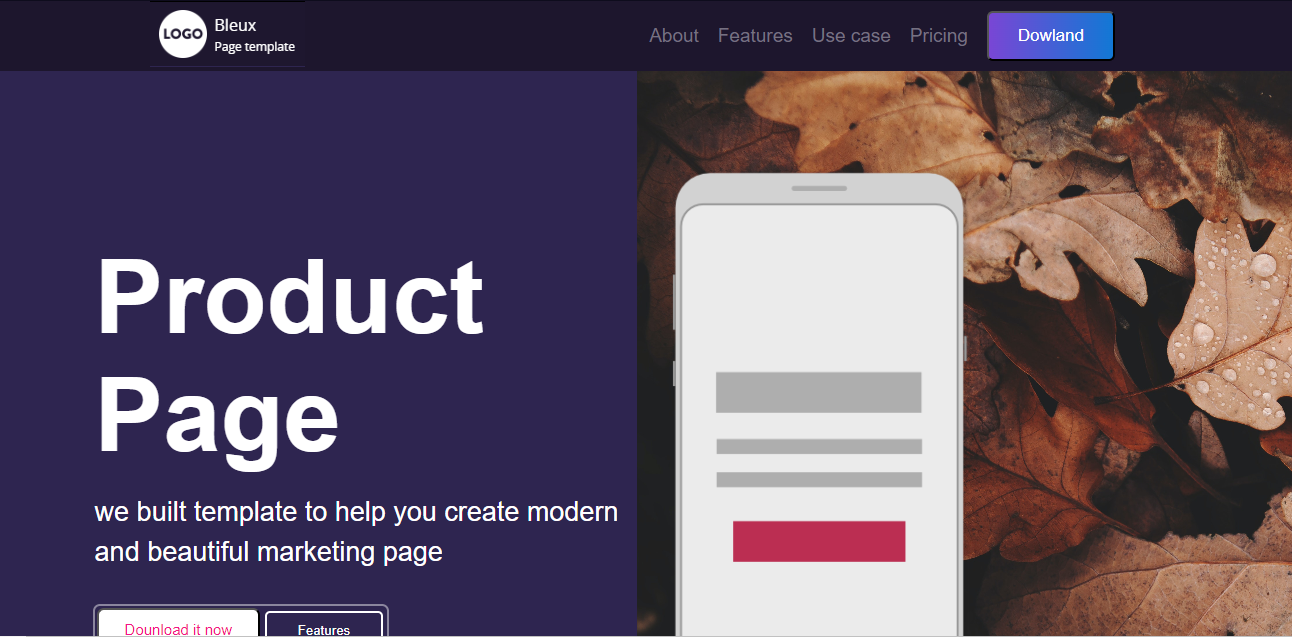 LOGO
Bleux
Page template
About Features Use case Pricing Dowland
Product
Page
we built template to help you create modern
and beautiful marketing page
Dounload it now Features